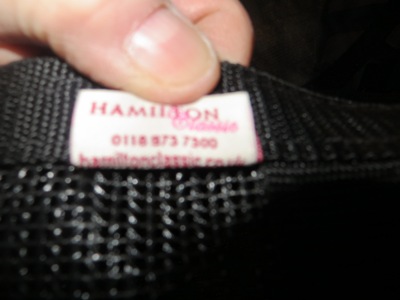 HAMILTON
Classic
0118 973 7300
hamiltonclassic.co.uk